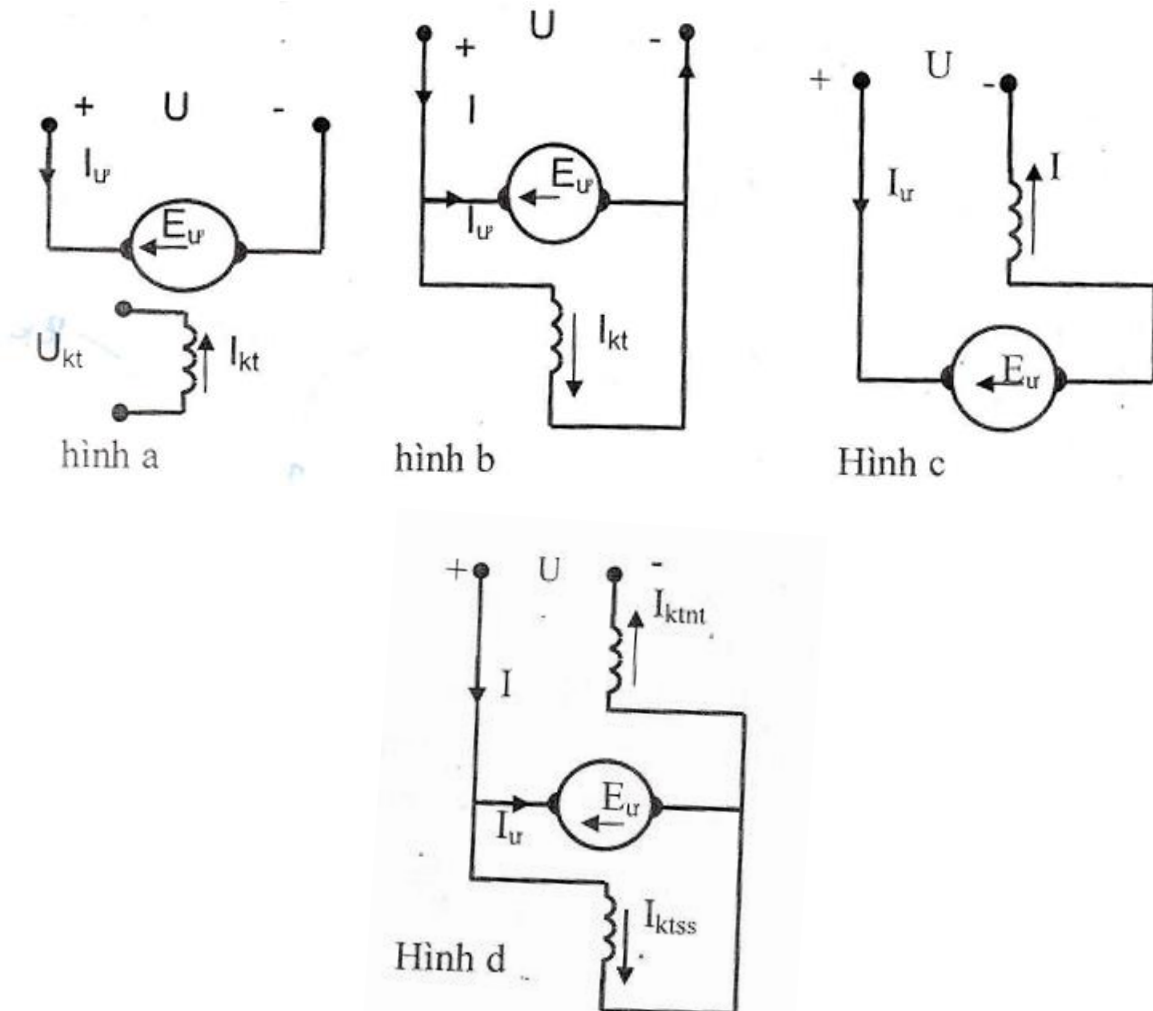 + U -
Iư
Eư
Ukt
Ikt
hình a
U
+ -
I
Eư
Iư
Ikt
hình b
+ U -
Iư
I
Eư
Hình c
+ U -
Iktnt
I
Eư
Iư
Iktss
Hình d